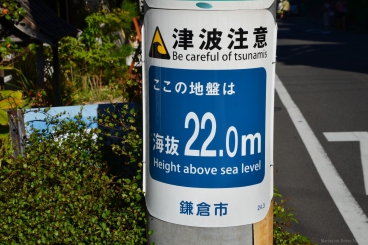 津波注意
Be careful of tsunamis
ここの地盤は
海抜 22.0m
Height above sea level
鎌倉市